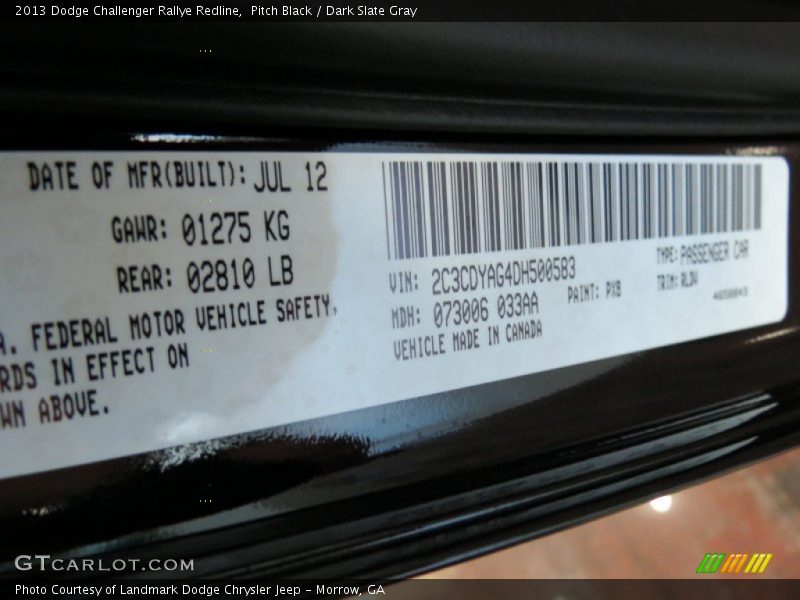 2013 Dodge Challenger Rallye Redline, Pitch Black / Dark Slate Gray
DATE OF MFR(BUILT): JUL 12
GAWR: 01275 KG
REAR: 02810 LB
A. FEDERAL MOTOR VEHICLE SAFETY,
RDS IN EFFECT ON
WN ABOVE.
VIN: 2C3CDYAG4DH500583
TYPE: PASSENGER CAR
MDH: 073006 033AA
PAINT: PX8
TRIM: RLDV
VEHICLE MADE IN CANADA
GTCARLOT.COM
Photo Courtesy of Landmark Dodge Chrysler Jeep - Morrow, GA